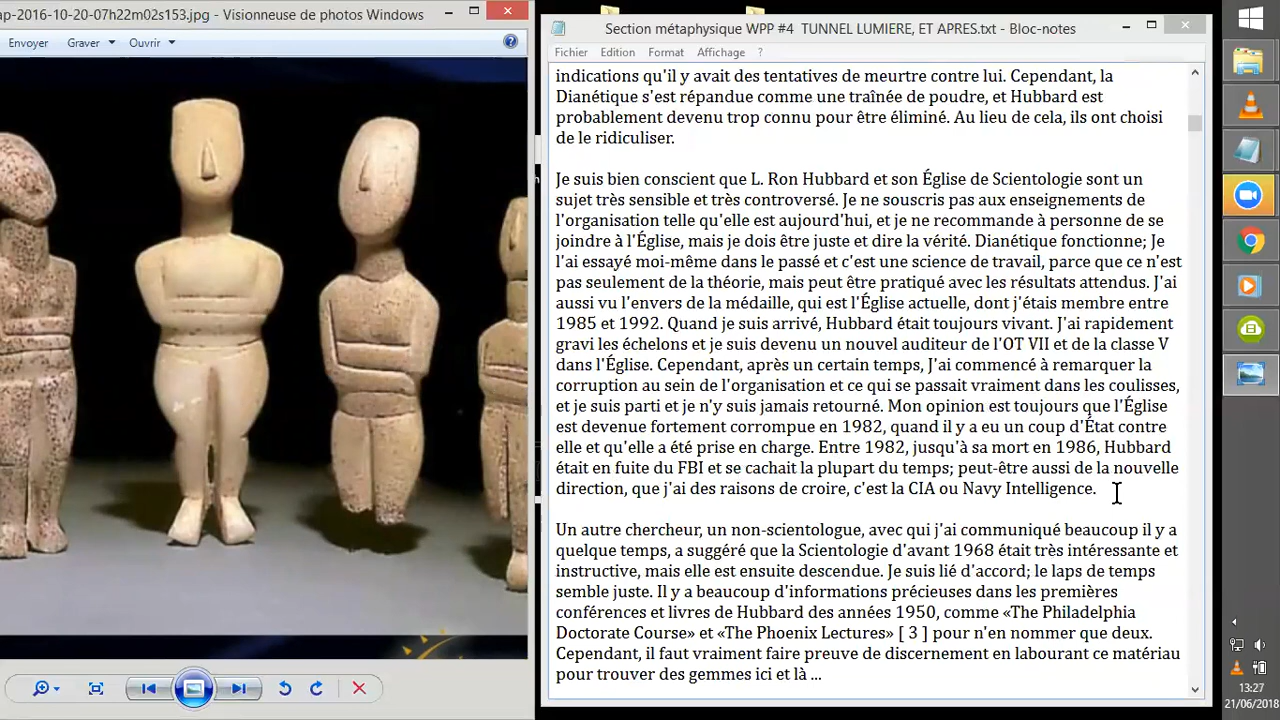 ap-2016-10-20-07h22m02s153.jpg - Visionneuse de photos Windows
Envoyer Graver Ouvrir
Section métaphysique WPP #4 TUNNEL LUMIERE, ET APRES.txt - Bloc-notes
Fichier Edition Format Affichage ?
indications qu'il y avait des tentatives de meurtre contre lui. Cependant, la
Dianétique s'est répandue comme une traînée de poudre, et Hubbard est
probablement devenu trop connu pour être éliminé. Au lieu de cela, ils ont choisi
de le ridiculiser.
Je suis bien conscient que L. Ron Hubbard et son Église de Scientologie sont un
sujet très sensible et très controversé. Je ne souscris pas aux enseignements de
l'organisation telle qu'elle est aujourd'hui, et je ne recommande à personne de se
joindre à l'Église, mais je dois être juste et dire la vérité. Dianétique fonctionne; Je
l'ai essayé moi-même dans le passé et c'est une science de travail, parce que ce n'est
pas seulement de la théorie, mais peut être pratiqué avec les résultats attendus. J'ai
aussi vu l'envers de la médaille, qui est l'Église actuelle, dont j'étais membre entre
1985 et 1992. Quand je suis arrivé, Hubbard était toujours vivant. J'ai rapidement
gravi les échelons et je suis devenu un nouvel auditeur de l'OT VII et de la classe V
dans l'Église. Cependant, après un certain temps, J'ai commencé à remarquer la
corruption au sein de l'organisation et ce qui se passait vraiment dans les coulisses,
et je suis parti et je n'y suis jamais retourné. Mon opinion est toujours que l'Église
est devenue fortement corrompue en 1982, quand il y a eu un coup d'État contre
elle et qu'elle a été prise en charge. Entre 1982, jusqu'à sa mort en 1986, Hubbard
était en fuite du FBI et se cachait la plupart du temps; peut-être aussi de la nouvelle
direction, que j'ai des raisons de croire, c'est la CIA ou Navy Intelligence.
Un autre chercheur, un non-scientologue, avec qui j'ai communiqué beaucoup il y a
quelque temps, a suggéré que la Scientologie d'avant 1968 était très intéressante et
instructive, mais elle est ensuite descendue. Je suis lié d'accord; le laps de temps
semble juste. Il y a beaucoup d'informations précieuses dans les premières
conférences et livres de Hubbard des années 1950, comme «The Philadelphia
Doctorate Course» et «The Phoenix Lectures» [ 3 ] pour n'en nommer que deux.
Cependant, il faut vraiment faire preuve de discernement en labourant ce matériau
pour trouver des gemmes ici et là ...
13:27
21/06/2018